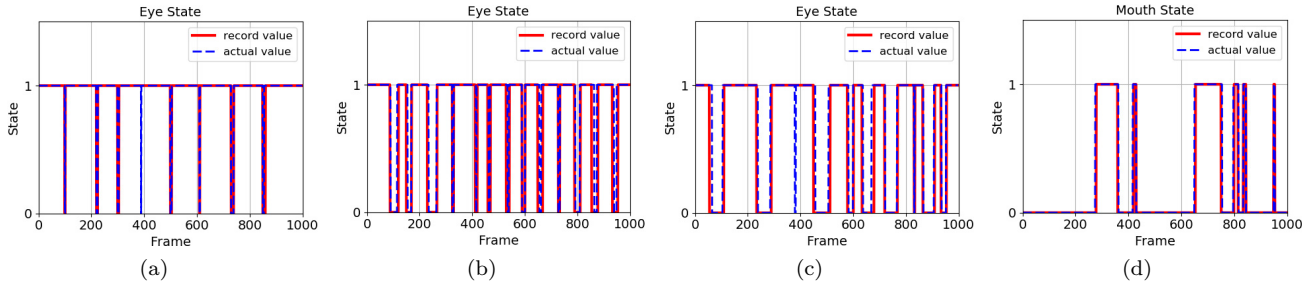 Eye State
record value
actual value
State
1
0
0 200 400 600 800 1000
Frame
(a)
Eye State
record value
actual value
State
1
0
0 200 400 600 800 1000
Frame
(b)
Eye State
record value
actual value
State
1
0
0 200 400 600 800 1000
Frame
(c)
Mouth State
record value
actual value
State
1
0
0 200 400 600 800 1000
Frame
(d)